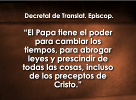 Decretal de Translat. Episcop.
"El Papa tiene el poder
para cambiar los
tiempos, para abrogar
leyes y prescindir de
todas las cosas, incluso
de los preceptos de
Cristo."